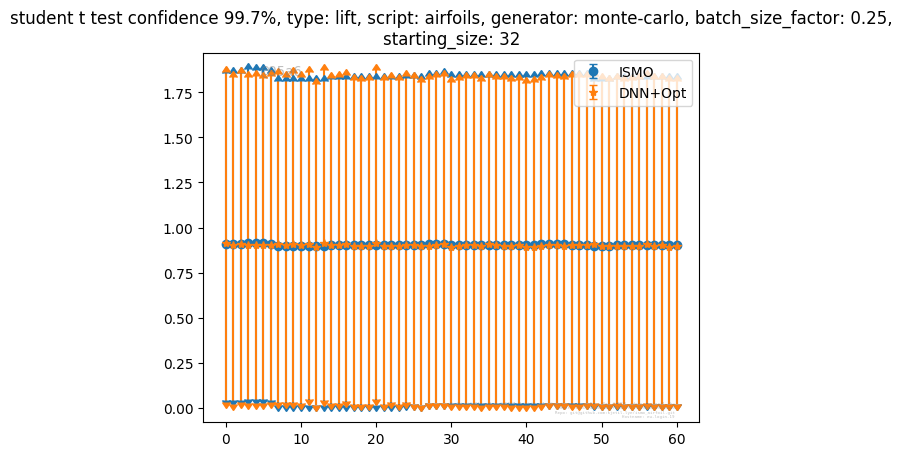 student t test confidence 99.7%, type: lift, script: airfoils, generator: monte-carlo, batch_size_factor: 0.25,
starting_size: 32
ISMO
DNN+Opt
1.75
1.50
1.25
1.00
0.75
0.50
0.25
0.00
0 10 20 30 40 50 60